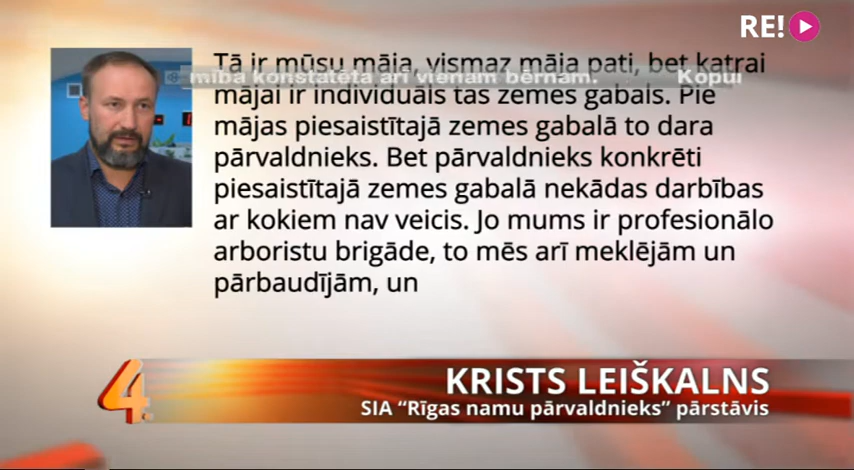 RE!
Tā ir mūsu māja, vismaz māja pati, bet katrai
konstatēta arī vienam bērnam.
mājai ir individuāls tas zemes gabals. Pie
mājas piesaistītajā zemes gabalā to dara
pārvaldnieks. Bet pārvaldnieks konkrēti
piesaistītajā zemes gabalā nekādas darbības
ar kokiem nav veicis. Jo mums ir profesionālo
arboristu brigāde, to mēs arī meklējām un
pārbaudījām, un
4.
KRISTS LEIŠKALNS
SIA “Rīgas namu pārvaldnieks” pārstāvis